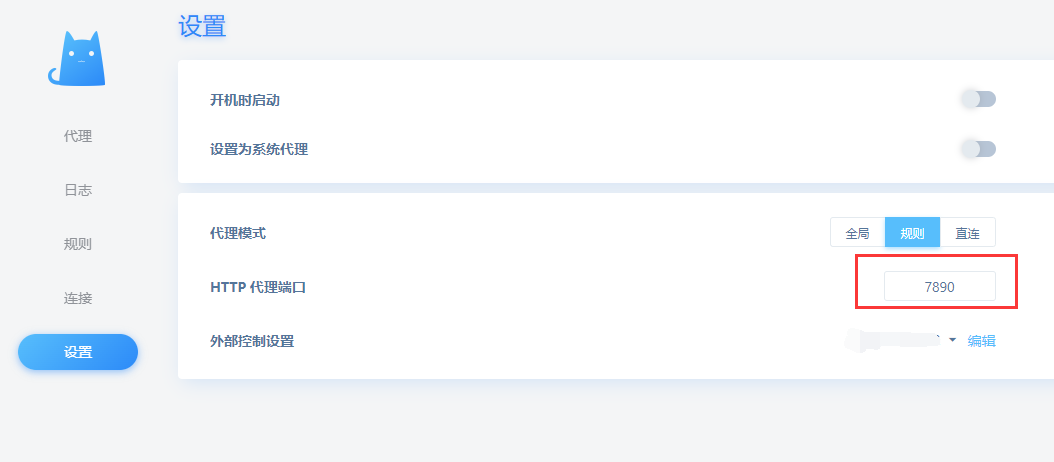 设置
代理
日志
规则
连接
设置
开机时启动
设置为系统代理
代理模式
全局 规则 直连
HTTP 代理端口
7890
外部控制设置
编辑